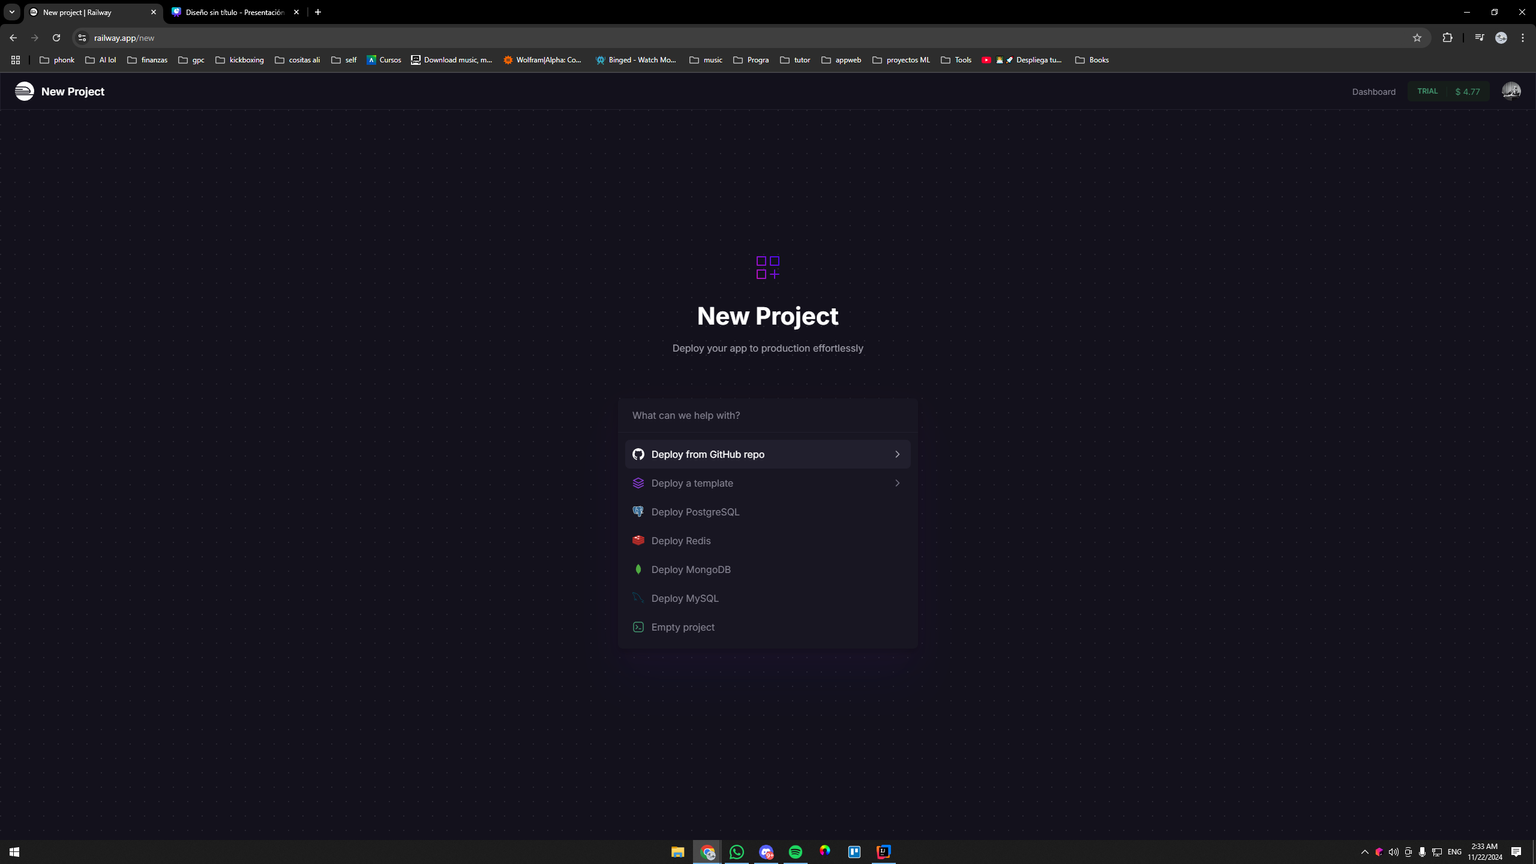 New project | Railway
Diseño sin título - Presentación
railway.app/new
phonk
AI lol
finanzas
gpc
kickboxing
cositas ali
self
Cursos
Download music, m...
Wolfram|Alpha: Co...
Binged - Watch Mo...
music
Progra
tutor
appweb
proyectos ML
Tools
Despliega tu...
Books
New Project
Dashboard
TRIAL $ 4.77
New Project
Deploy your app to production effortlessly
What can we help with?
Deploy from GitHub repo
Deploy a template
Deploy PostgreSQL
Deploy Redis
Deploy MongoDB
Deploy MySQL
Empty project
ENG
2:33 AM
11/22/2024